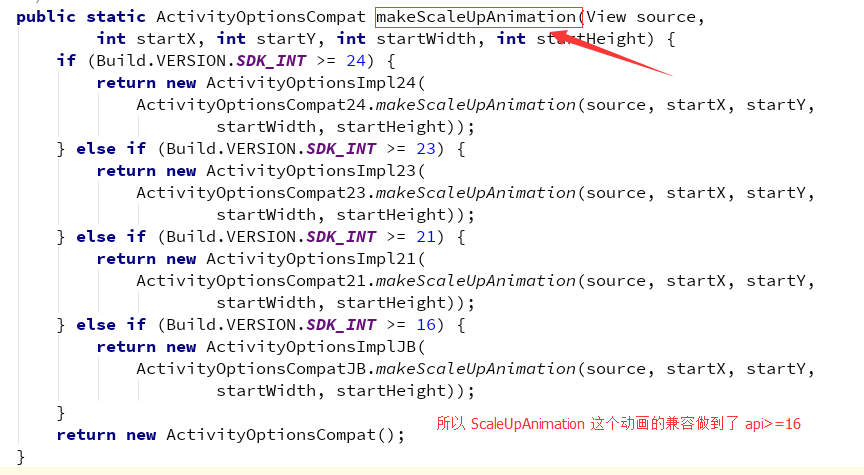 public static ActivityOptionsCompat makeScaleUpAnimation(View source,
int startX, int startY, int startWidth, int startHeight) {
if (Build.VERSION.SDK_INT >= 24) {
return new ActivityOptionsImpl24(
ActivityOptionsCompat24.makeScaleUpAnimation(source, startX, startY,
startWidth, startHeight));
} else if (Build.VERSION.SDK_INT >= 23) {
return new ActivityOptionsImpl23(
ActivityOptionsCompat23.makeScaleUpAnimation(source, startX, startY,
startWidth, startHeight));
} else if (Build.VERSION.SDK_INT >= 21) {
return new ActivityOptionsImpl21(
ActivityOptionsCompat21.makeScaleUpAnimation(source, startX, startY,
startWidth, startHeight));
} else if (Build.VERSION.SDK_INT >= 16) {
return new ActivityOptionsImplJB(
ActivityOptionsCompatJB.makeScaleUpAnimation(source, startX, startY,
startWidth, startHeight));
}
所以 ScaleUpAnimation 这个动画的兼容做到了 api>=16
return new ActivityOptionsCompat();
}